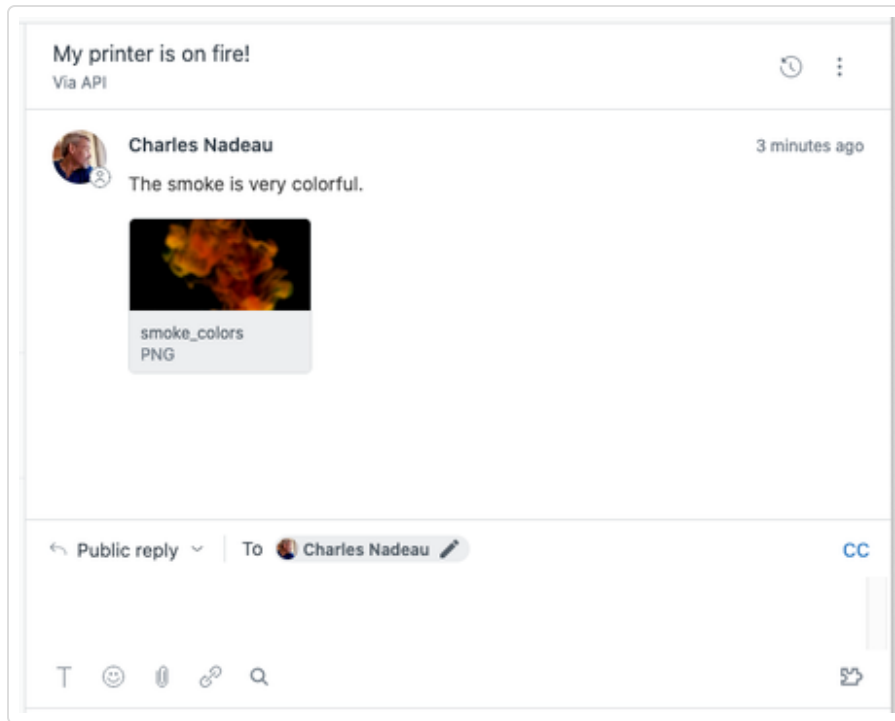 My printer is on fire!
Via API
Charles Nadeau
3 minutes ago
The smoke is very colorful.
smoke_colors
PNG
Public reply
To
Charles Nadeau
CC